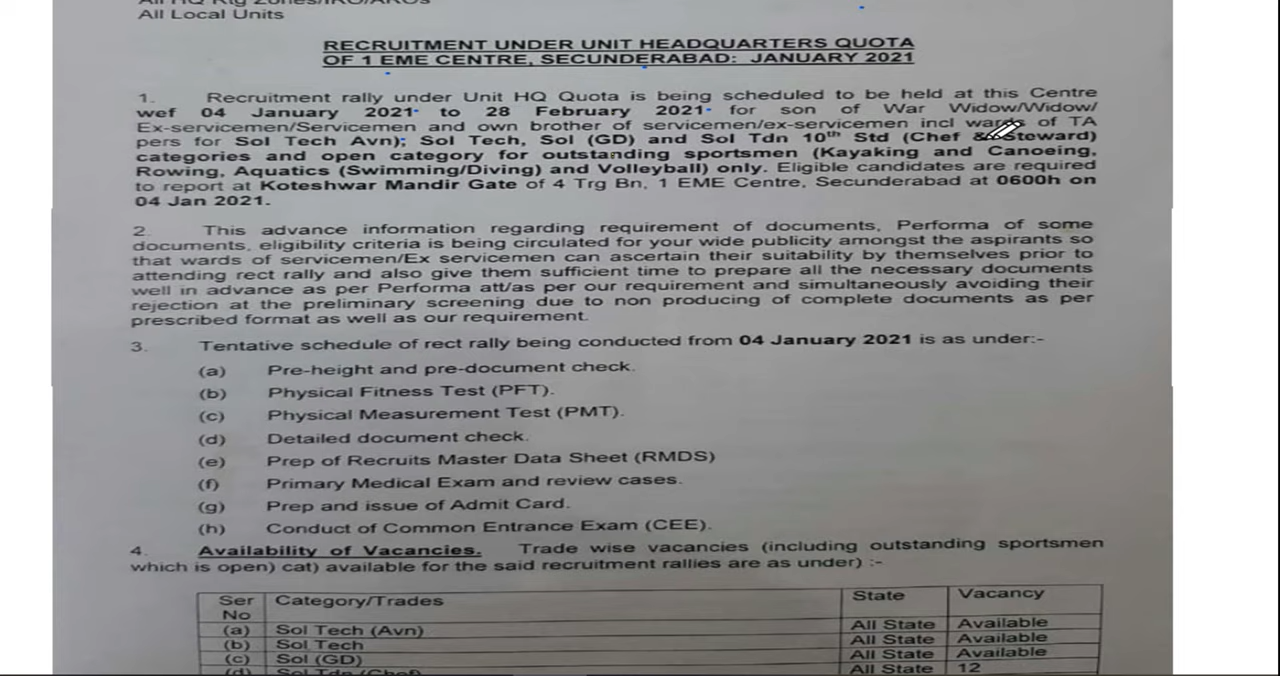 All HQ Rtg Zones/IRO/AROs
All Local Units
RECRUITMENT UNDER UNIT HEADQUARTERS QUOTA
OF 1 EME CENTRE, SECUNDERABAD: JANUARY 2021
1. Recruitment rally under Unit HQ Quota is being scheduled to be held at this Centre
wef 04 January 2021 to 28 February 2021 for son of War Widow/Widow/
Ex-servicemen/Servicemen and own brother of servicemen/ex-servicemen incl wards of TA
pers for Sol Tech Avn); Sol Tech, Sol (GD) and Sol Tdn 10th Std (Chef & Steward)
categories and open category for outstanding sportsmen (Kayaking and Canoeing,
Rowing, Aquatics (Swimming/Diving) and Volleyball) only. Eligible candidates are required
to report at Koteshwar Mandir Gate of 4 Trg Bn, 1 EME Centre, Secunderabad at 0600h on
04 Jan 2021.
2. This advance information regarding requirement of documents, Performa of some
documents, eligibility criteria is being circulated for your wide publicity amongst the aspirants so
that wards of servicemen/Ex servicemen can ascertain their suitability by themselves prior to
attending rect rally and also give them sufficient time to prepare all the necessary documents
well in advance as per Performa att/as per our requirement and simultaneously avoiding their
rejection at the preliminary screening due to non producing of complete documents as per
prescribed format as well as our requirement.
3. Tentative schedule of rect rally being conducted from 04 January 2021 is as under:-
(a) Pre-height and pre-document check.
(b) Physical Fitness Test (PFT).
(c) Physical Measurement Test (PMT).
(d) Detailed document check.
(e) Prep of Recruits Master Data Sheet (RMDS)
(f) Primary Medical Exam and review cases.
(g) Prep and issue of Admit Card.
(h) Conduct of Common Entrance Exam (CEE).
4. Availability of Vacancies. Trade wise vacancies (including outstanding sportsmen
which is open) cat) available for the said recruitment rallies are as under) :-
Ser No Category/Trades State Vacancy
(a) Sol Tech (Avn) All State Available
(b) Sol Tech All State Available
(c) Sol (GD) All State Available
(d) Sol Tdn (Chef) All State 12